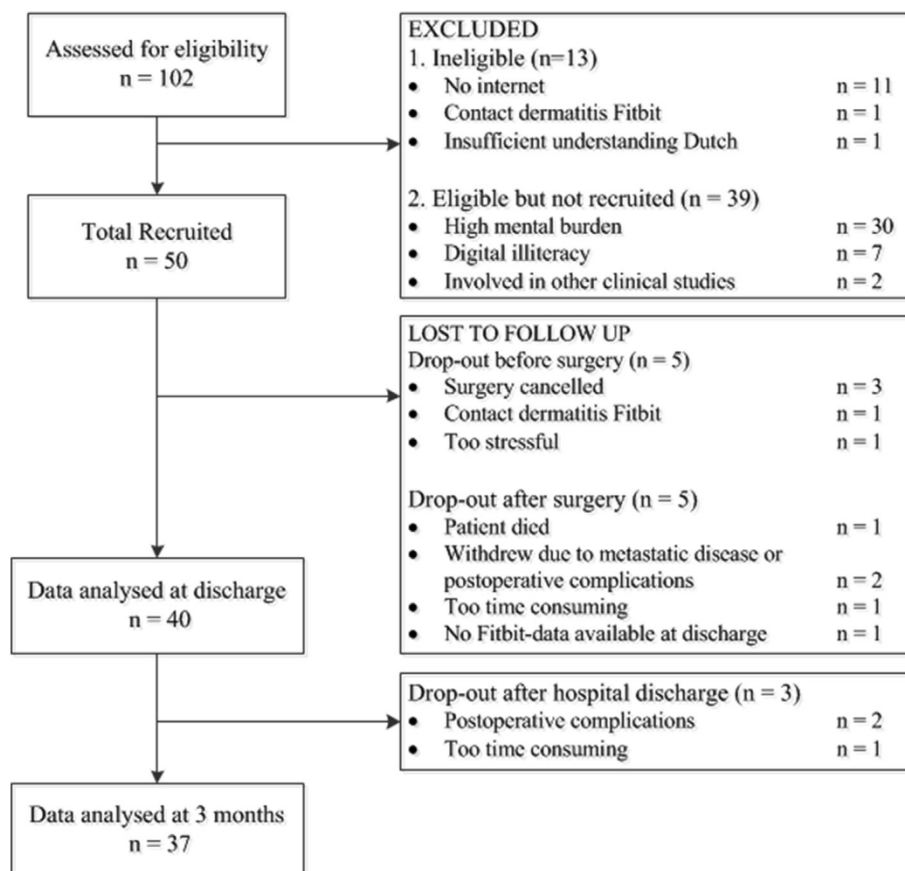 Assessed for eligibility
n = 102
EXCLUDED
1. Ineligible (n=13)
• No internet n = 11
• Contact dermatitis Fitbit n = 1
• Insufficient understanding Dutch n = 1
2. Eligible but not recruited (n = 39)
• High mental burden n = 30
• Digital illiteracy n = 7
• Involved in other clinical studies n = 2
Total Recruited
n = 50
LOST TO FOLLOW UP
Drop-out before surgery (n = 5)
• Surgery cancelled n = 3
• Contact dermatitis Fitbit n = 1
• Too stressful n = 1
Drop-out after surgery (n = 5)
• Patient died n = 1
• Withdrew due to metastatic disease or
postoperative complications n = 2
• Too time consuming n = 1
• No Fitbit-data available at discharge n = 1
Data analysed at discharge
n = 40
Drop-out after hospital discharge (n = 3)
• Postoperative complications n = 2
• Too time consuming n = 1
Data analysed at 3 months
n = 37